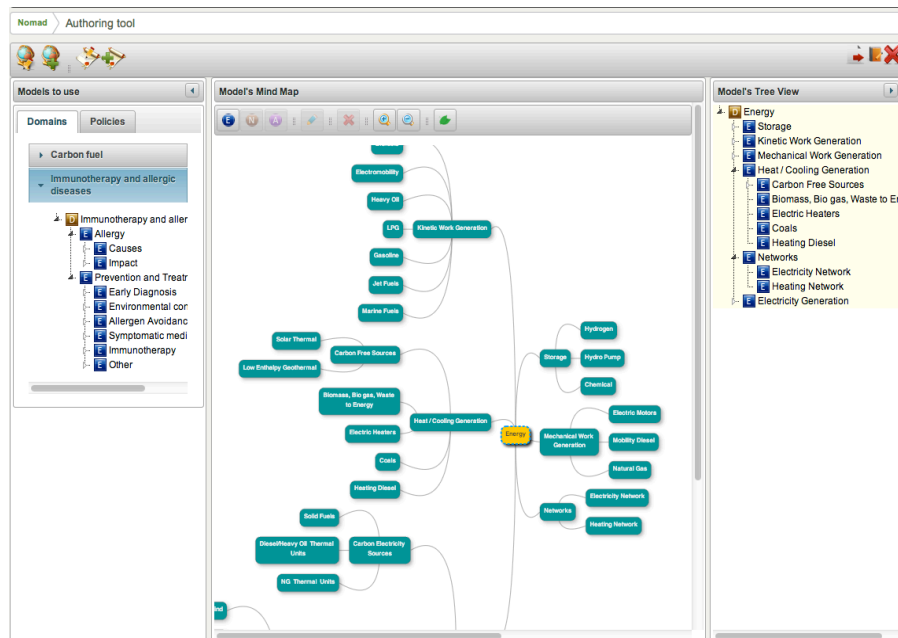 Nomad
Authoring tool
Models to use
Domains
Policies
Carbon fuel
Immunotherapy and allergic
diseases
D Immunotherapy and aller
E Allergy
E Causes
E Impact
E Prevention and Treatr
E Early Diagnosis
E Environmental con
E Allergen Avoidanc
E Symptomatic medi
E Immunotherapy
E Other
Model's Mind Map
E N A
Electromobility
Heavy Oil
LPG
Kinetic Work Generation
Gasoline
Jet Fuels
Marine Fuels
Solar Thermal
Carbon Free Sources
Low Enthalpy Geothermal
Biomass, Bio gas, Waste
to Energy
Heat / Cooling Generation
Electric Heaters
Coals
Heating Diesel
Solid Fuels
Diesel/Heavy Oil Thermal
Units
Carbon Electricity
Sources
NG Thermal Units
Energy
Hydrogen
Storage
Hydro Pump
Chemical
Electric Motors
Mechanical Work
Generation
Mobility Diesel
Natural Gas
Electricity Network
Networks
Heating Network
Model's Tree View
D Energy
E Storage
E Kinetic Work Generation
E Mechanical Work Generation
E Heat / Cooling Generation
E Carbon Free Sources
E Biomass, Bio gas, Waste to Er
E Electric Heaters
E Coals
E Heating Diesel
E Networks
E Electricity Network
E Heating Network
E Electricity Generation